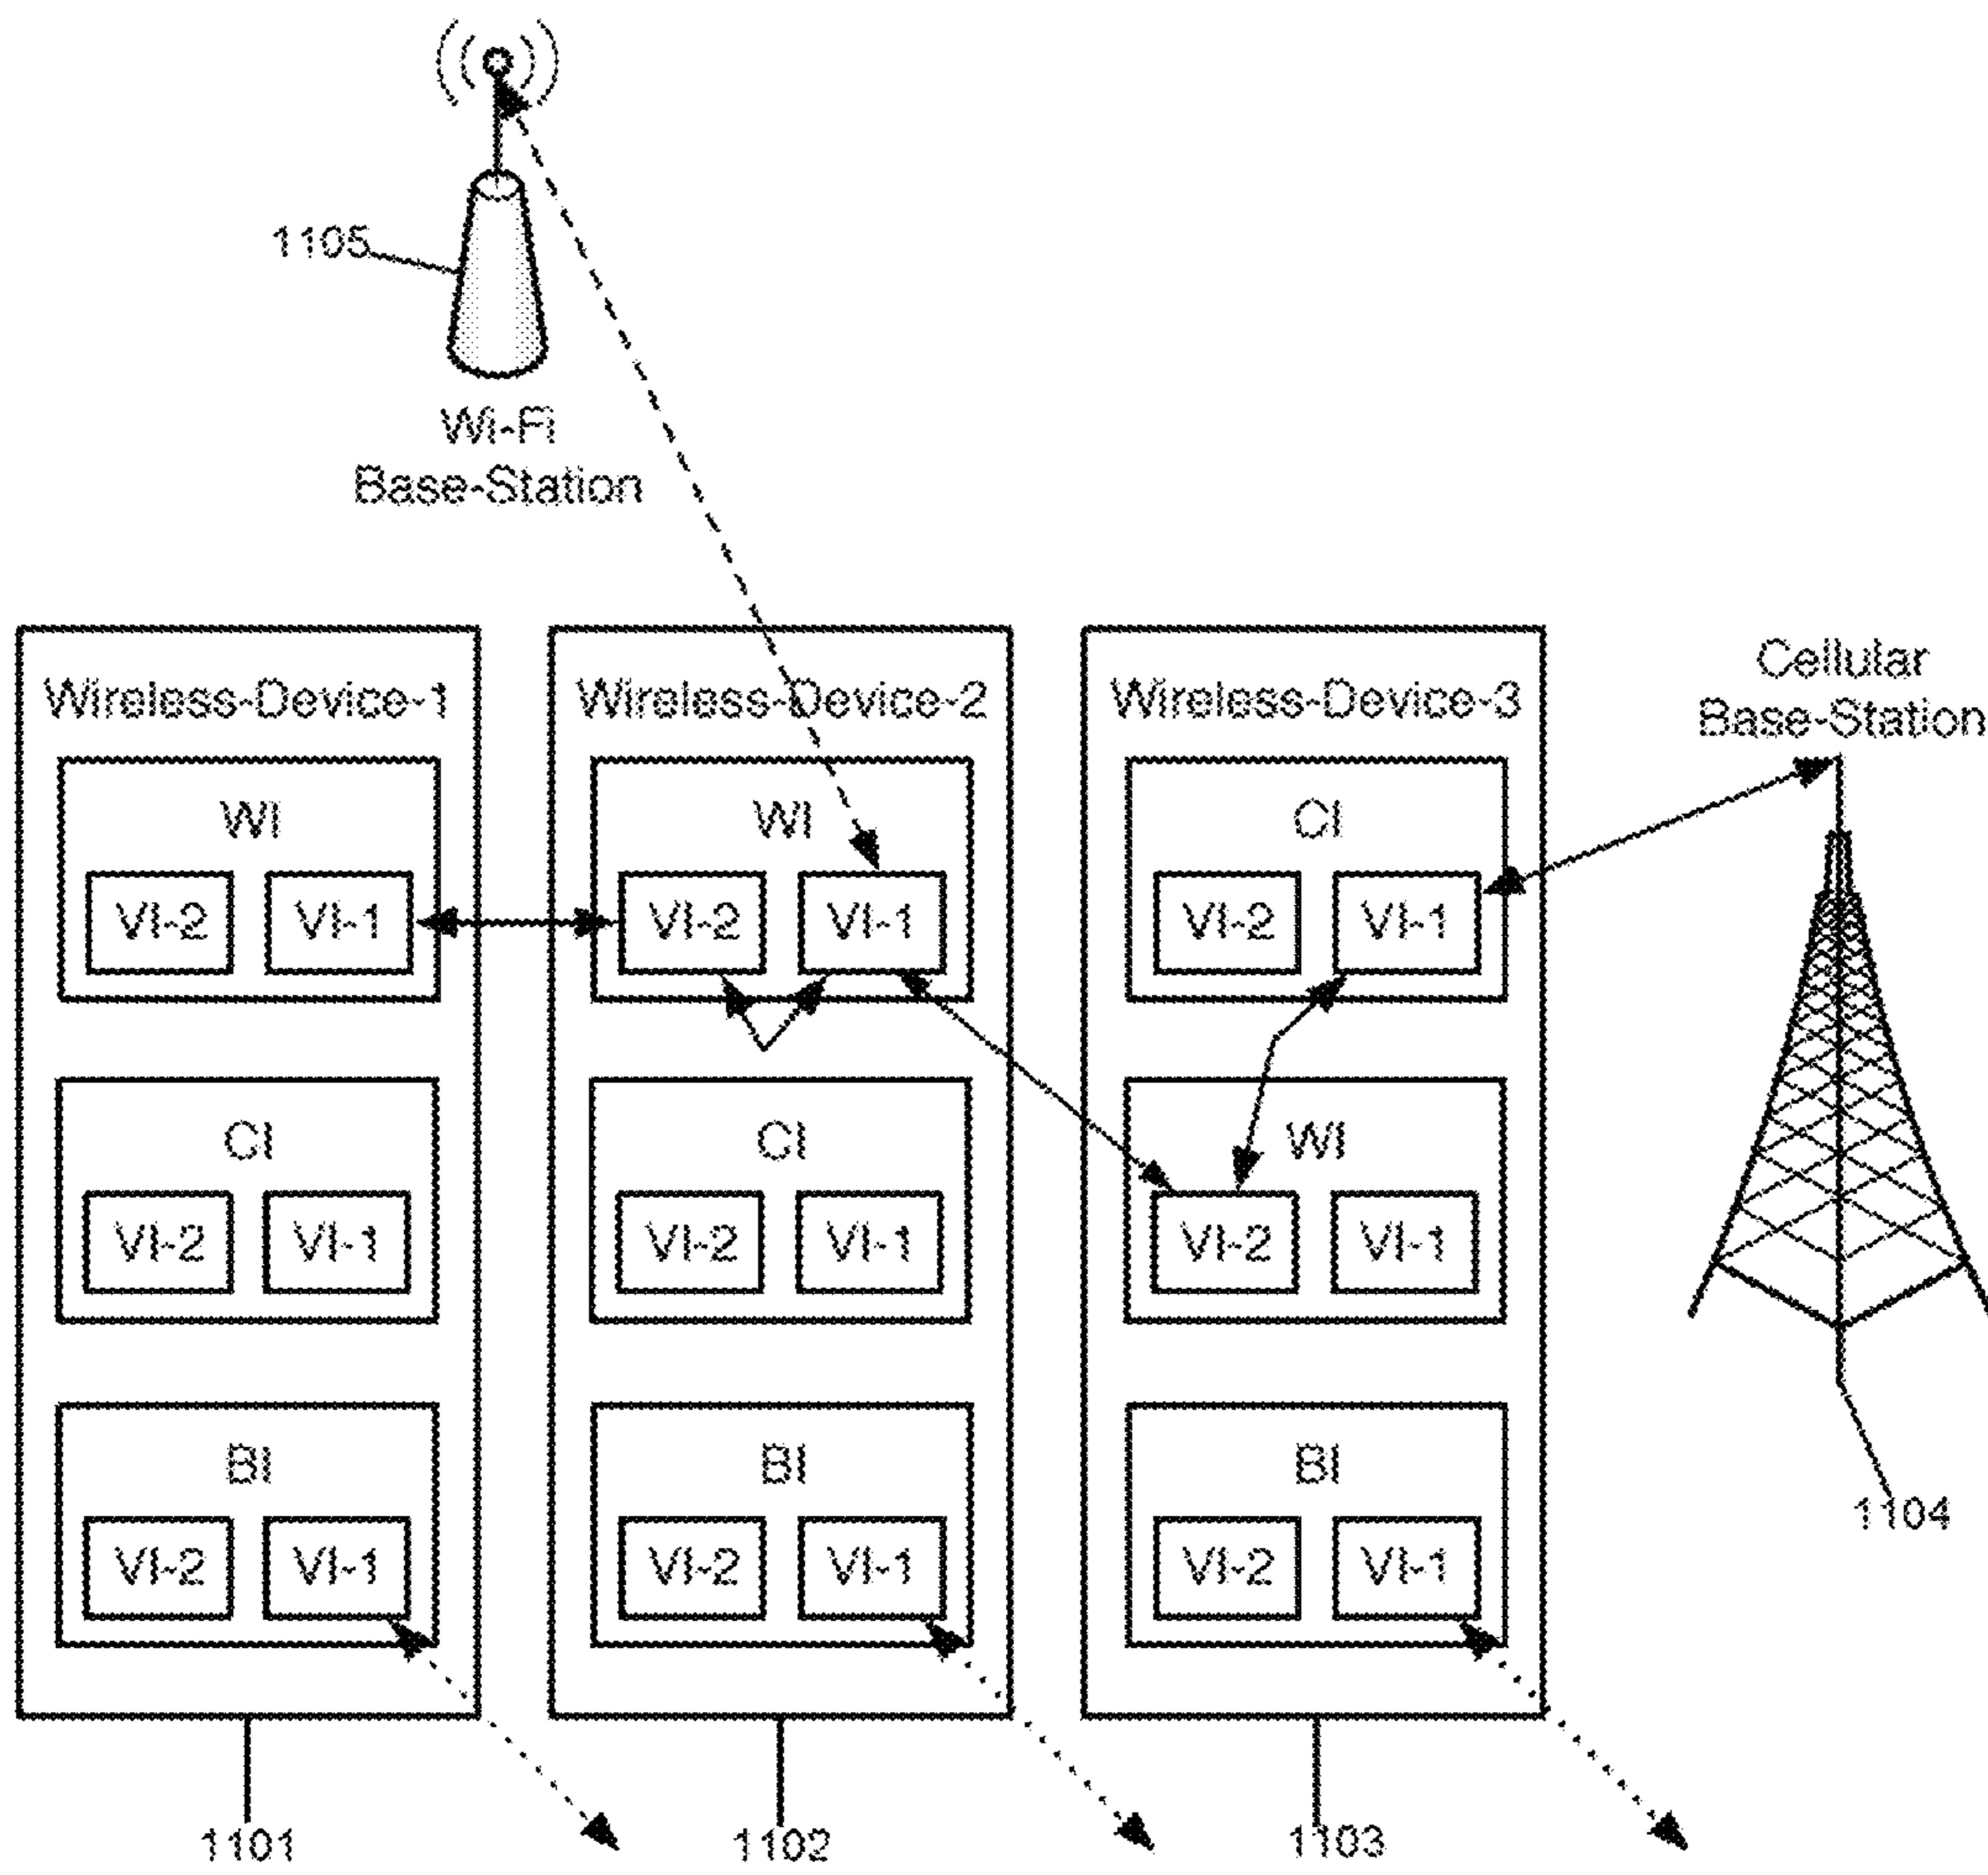 1105
Wi-Fi
Base-Station
Wireless-Device-1
WI
VI-2 VI-1
CI
VI-2 VI-1
BI
VI-2 VI-1
1101
Wireless-Device-2
WI
VI-2 VI-1
CI
VI-2 VI-1
BI
VI-2 VI-1
1102
Wireless-Device-3
CI
VI-2 VI-1
WI
VI-2 VI-1
BI
VI-2 VI-1
1103
Cellular
Base-Station
1104